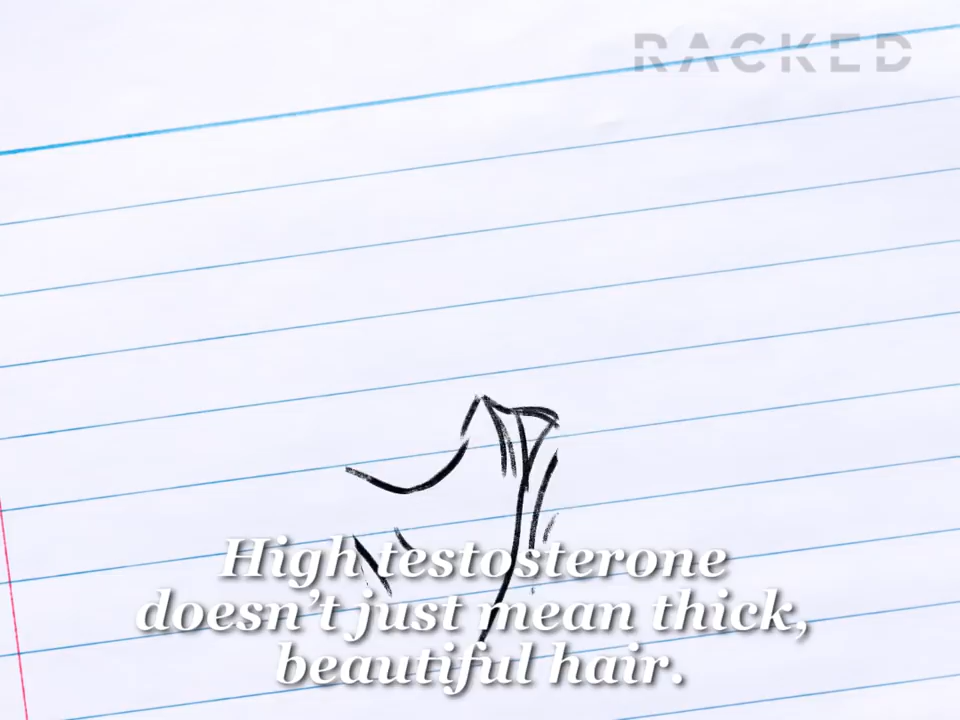 RACKED
High testosterone
doesn't just mean thick,
beautiful hair.